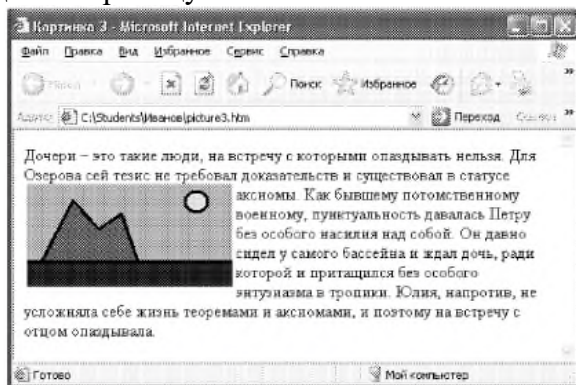 Картинка 3 - Microsoft Internet Explorer
Файл Правка Вид Избранное Сервис Справка
Поиск Избранное
C:\Students\Иванов\picture3.htm Переход
Дочери – это такие люди, на встречу с которыми опаздывать нельзя. Для
Озерова сей тезис не требовал доказательств и существовал в статусе
аксиомы. Как бывшему потомственному
военному, пунктуальность давалась Петру
без особого насилия над собой. Он давно
сидел у самого бассейна и ждал дочь, ради
которой и притащился без особого
энтузиазма в тропики. Юлия, напротив, не
усложняла себе жизнь теоремами и аксиомами, и поэтому на встречу с
отцом опаздывала.
Готово Мой компьютер